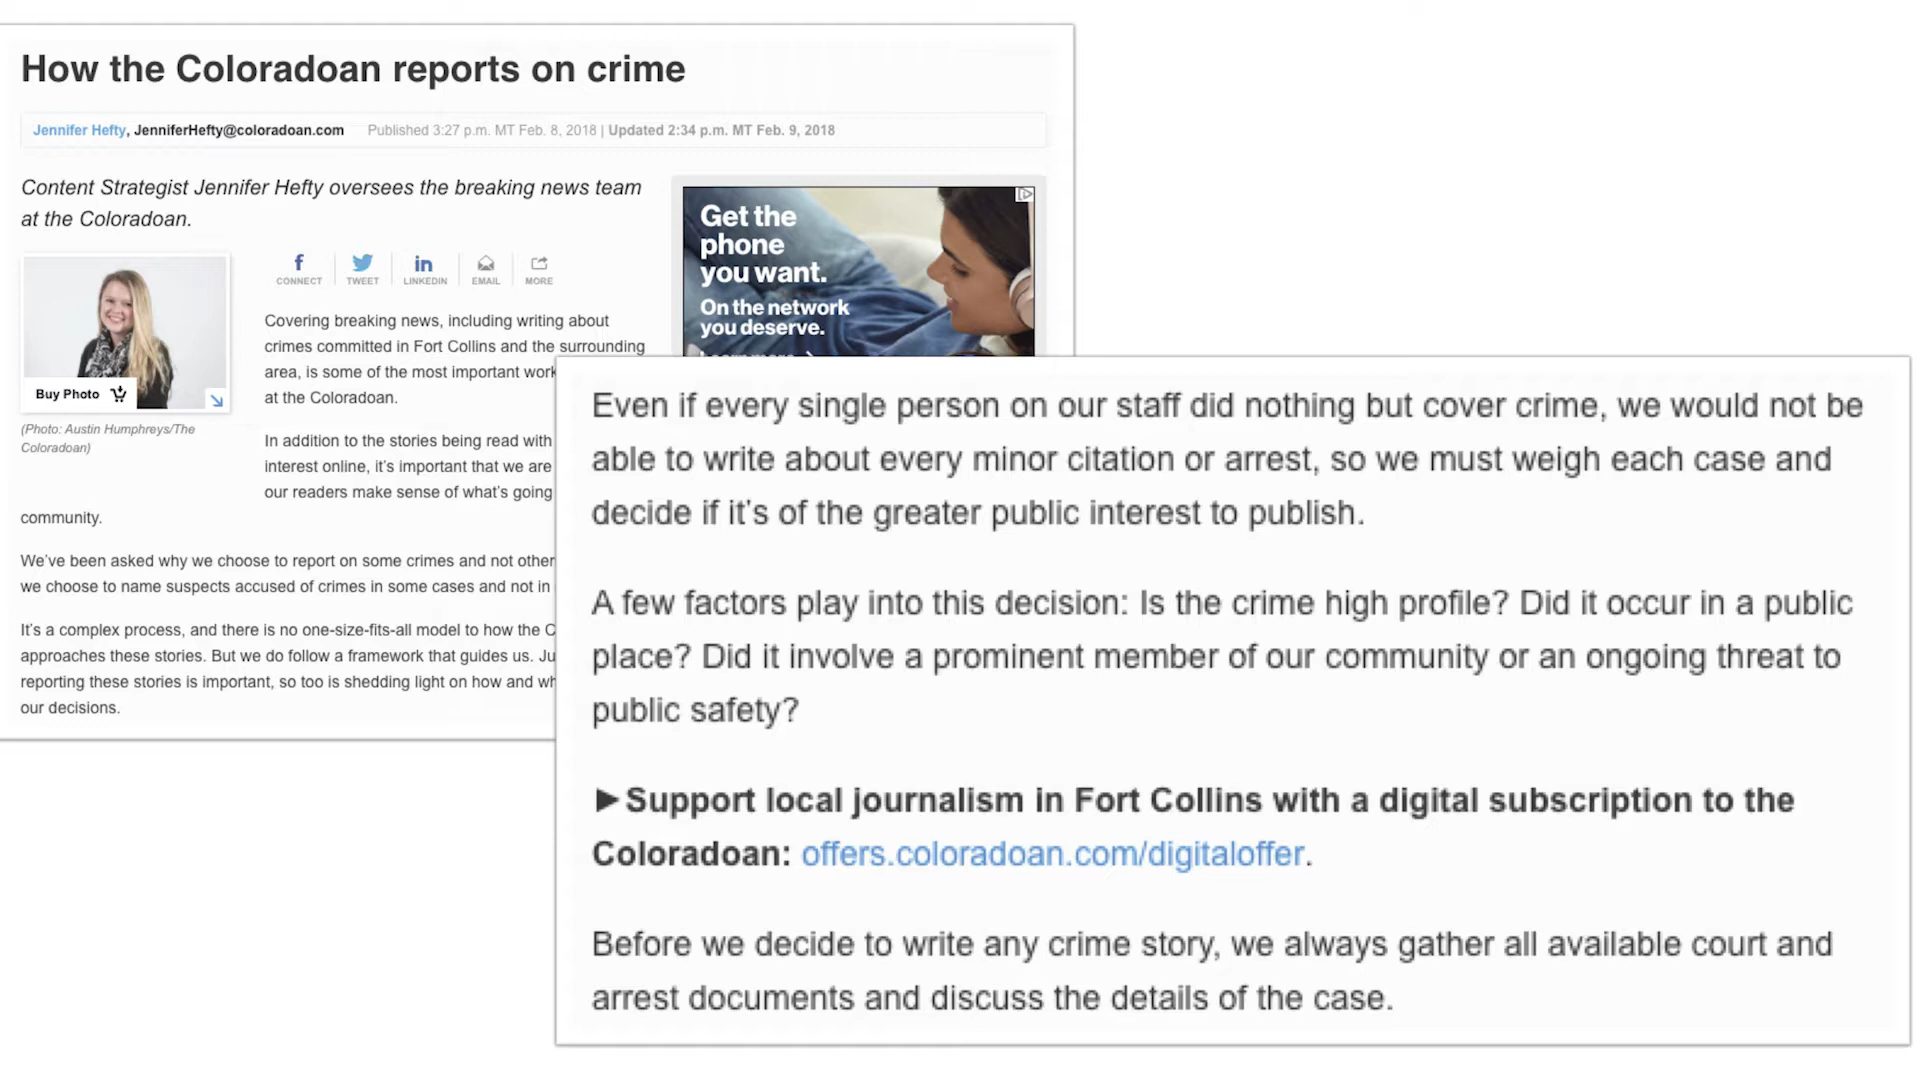 How the Coloradoan reports on crime
Jennifer Hefty, JenniferHefty@coloradoan.com Published 3:27 p.m. MT Feb. 8, 2018 | Updated 2:34 p.m. MT Feb. 9, 2018
Content Strategist Jennifer Hefty oversees the breaking news team
at the Coloradoan.
Buy Photo
(Photo: Austin Humphreys/The
Coloradoan)
CONNECT TWEET LINKEDIN EMAIL MORE
Covering breaking news, including writing about
crimes committed in Fort Collins and the surrounding
area, is some of the most important work
at the Coloradoan.
In addition to the stories being read with
interest online, it's important that we are
our readers make sense of what's going
community.
We've been asked why we choose to report on some crimes and not other
we choose to name suspects accused of crimes in some cases and not in
It's a complex process, and there is no one-size-fits-all model to how the C
approaches these stories. But we do follow a framework that guides us. Ju
reporting these stories is important, so too is shedding light on how and wh
our decisions.
Get the
phone
you want.
On the network
you deserve.
Learn more
Even if every single person on our staff did nothing but cover crime, we would not be
able to write about every minor citation or arrest, so we must weigh each case and
decide if it's of the greater public interest to publish.
A few factors play into this decision: Is the crime high profile? Did it occur in a public
place? Did it involve a prominent member of our community or an ongoing threat to
public safety?
►Support local journalism in Fort Collins with a digital subscription to the
Coloradoan: offers.coloradoan.com/digitaloffer.
Before we decide to write any crime story, we always gather all available court and
arrest documents and discuss the details of the case.